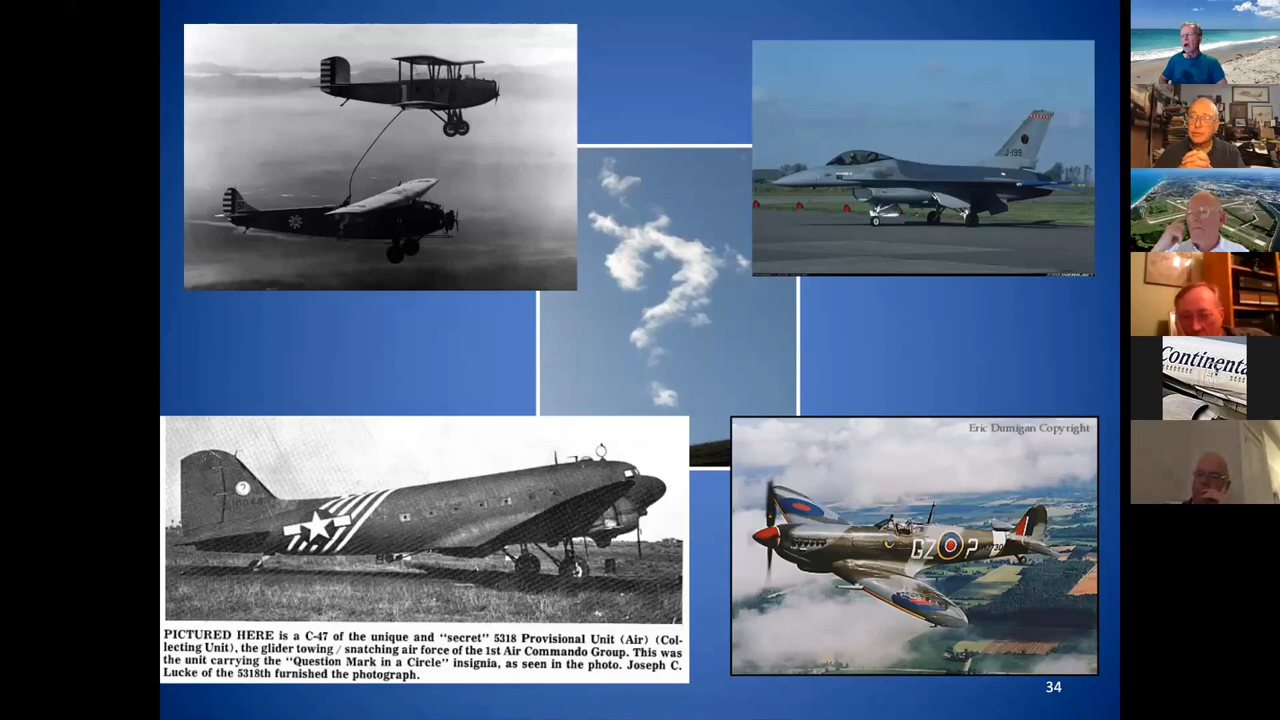 J-199
Eric Dumigan Copyright
?
GZ ?
PICTURED HERE is a C-47 of the unique and "secret" 5318 Provisional Unit (Air) (Col-
lecting Unit), the glider towing / snatching air force of the 1st Air Commando Group. This was
the unit carrying the "Question Mark in a Circle" insignia, as seen in the photo. Joseph C.
Lucke of the 5318th furnished the photograph.
34
Continenta